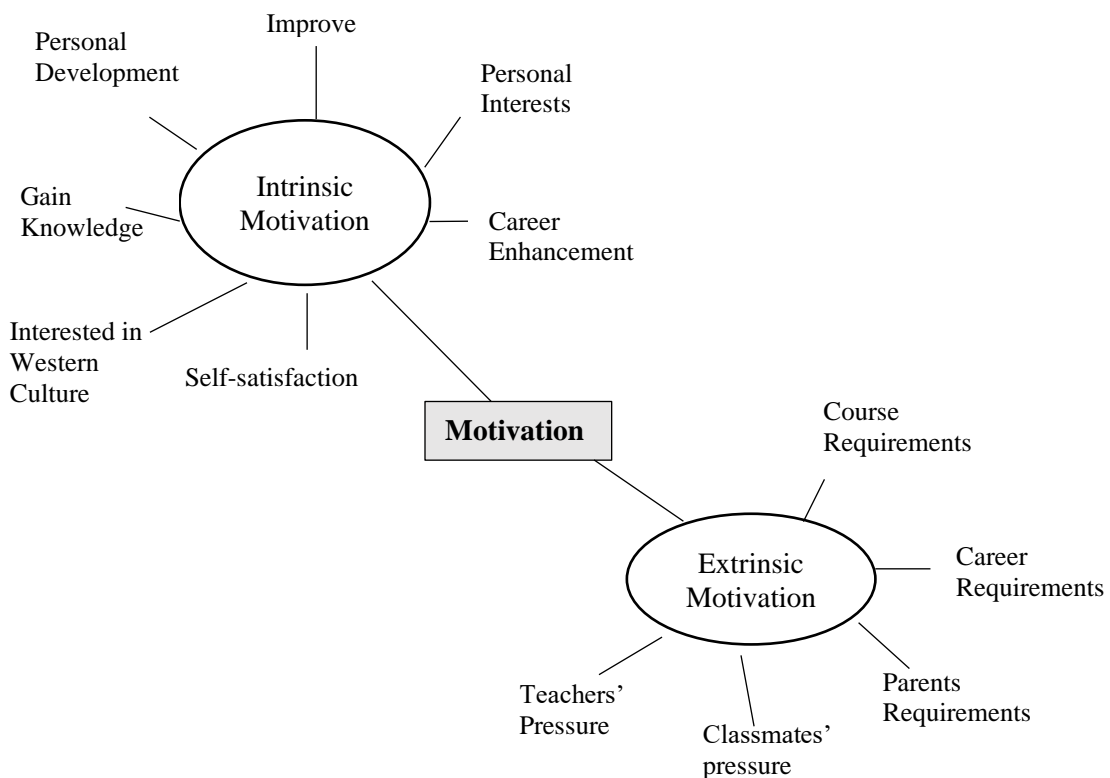 Improve
Personal
Development
Personal
Interests
Intrinsic
Motivation
Gain
Knowledge
Career
Enhancement
Interested in
Western
Culture
Self-satisfaction
Motivation
Course
Requirements
Extrinsic
Motivation
Career
Requirements
Teachers’
Pressure
Classmates’
pressure
Parents
Requirements